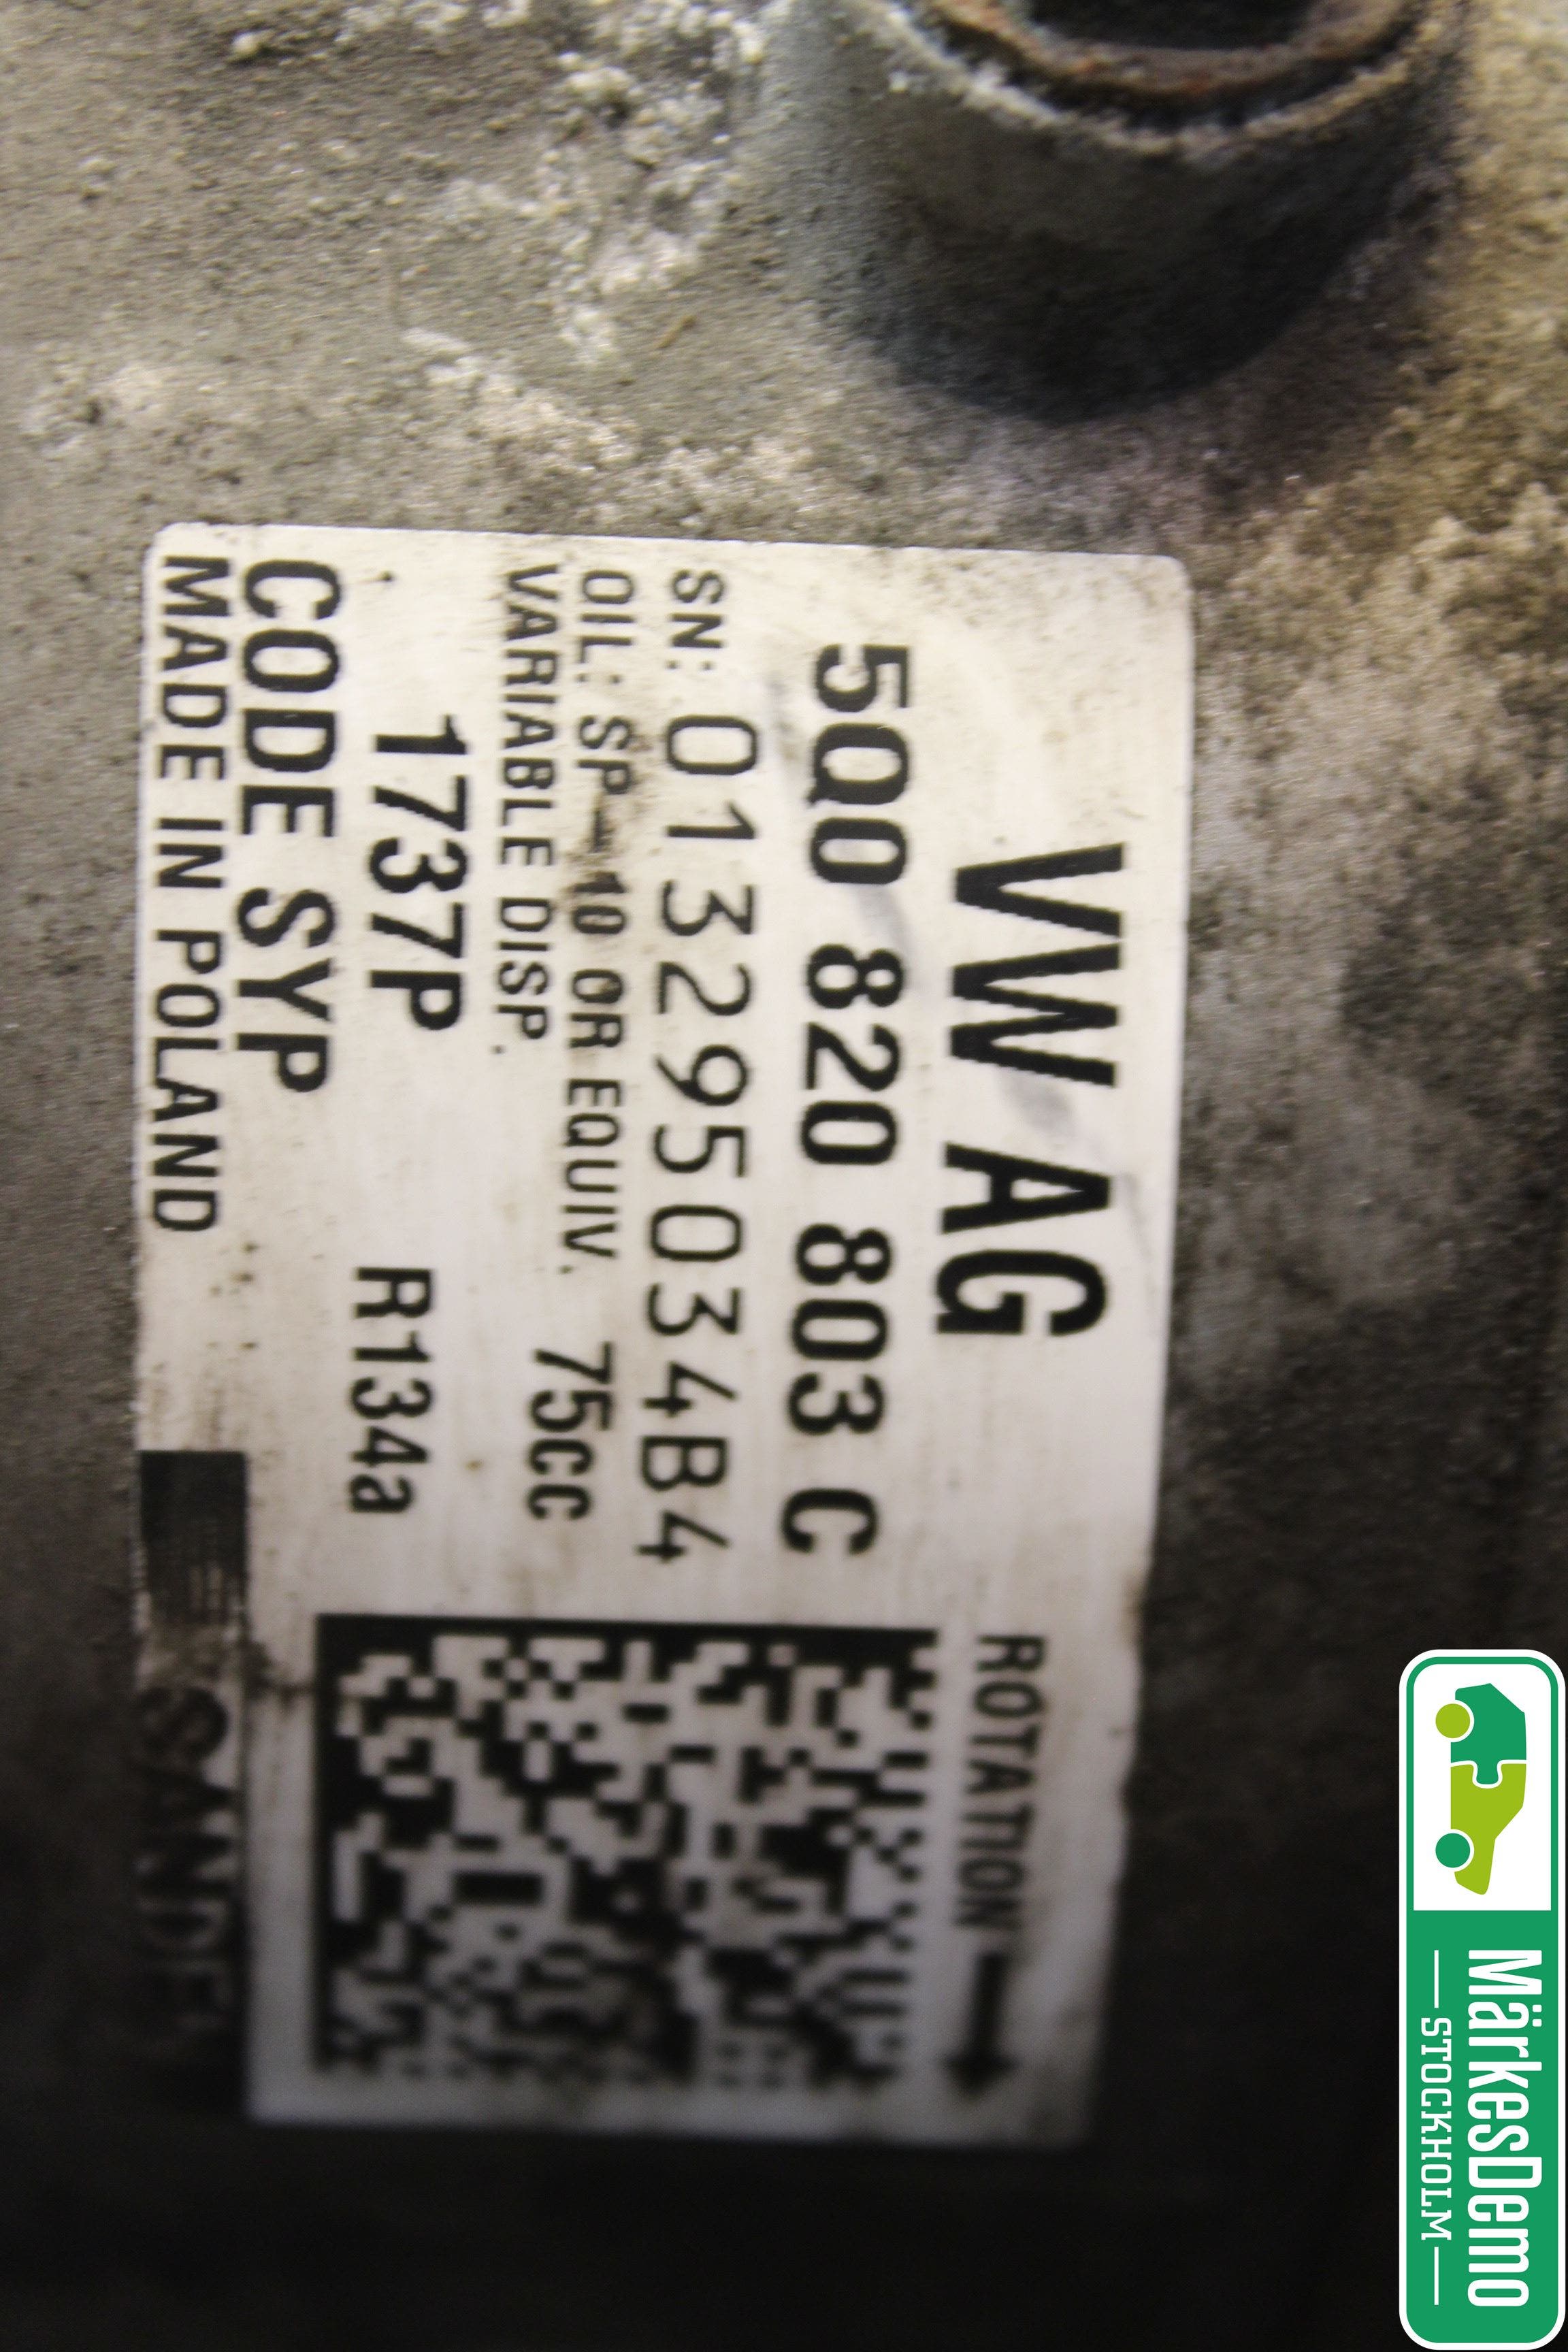 VW AG
ROTATION
5Q0 820 803 C
SN: 01329503 4B4
OIL: SP-10 OR EQUIV. 75cc
VARIABLE DISP.
1737P R134a
CODE SYP
MADE IN POLAND
SANDE
MärkesDemo
STOCKHOLM